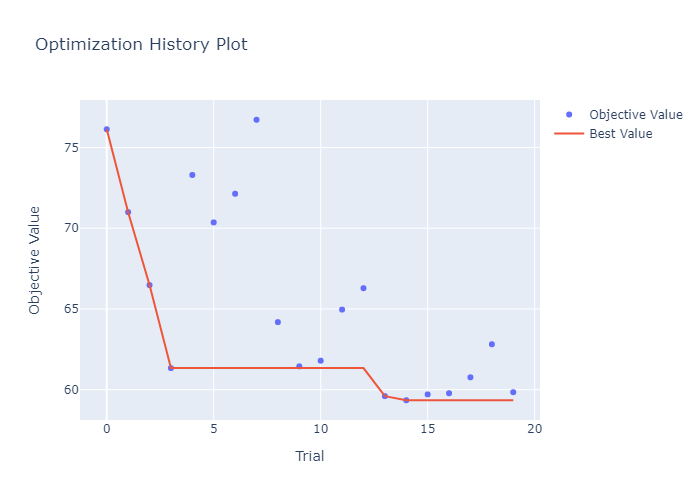 Optimization History Plot
Objective Value
Best Value
75
70
65
60
Objective Value
0 5 10 15 20
Trial